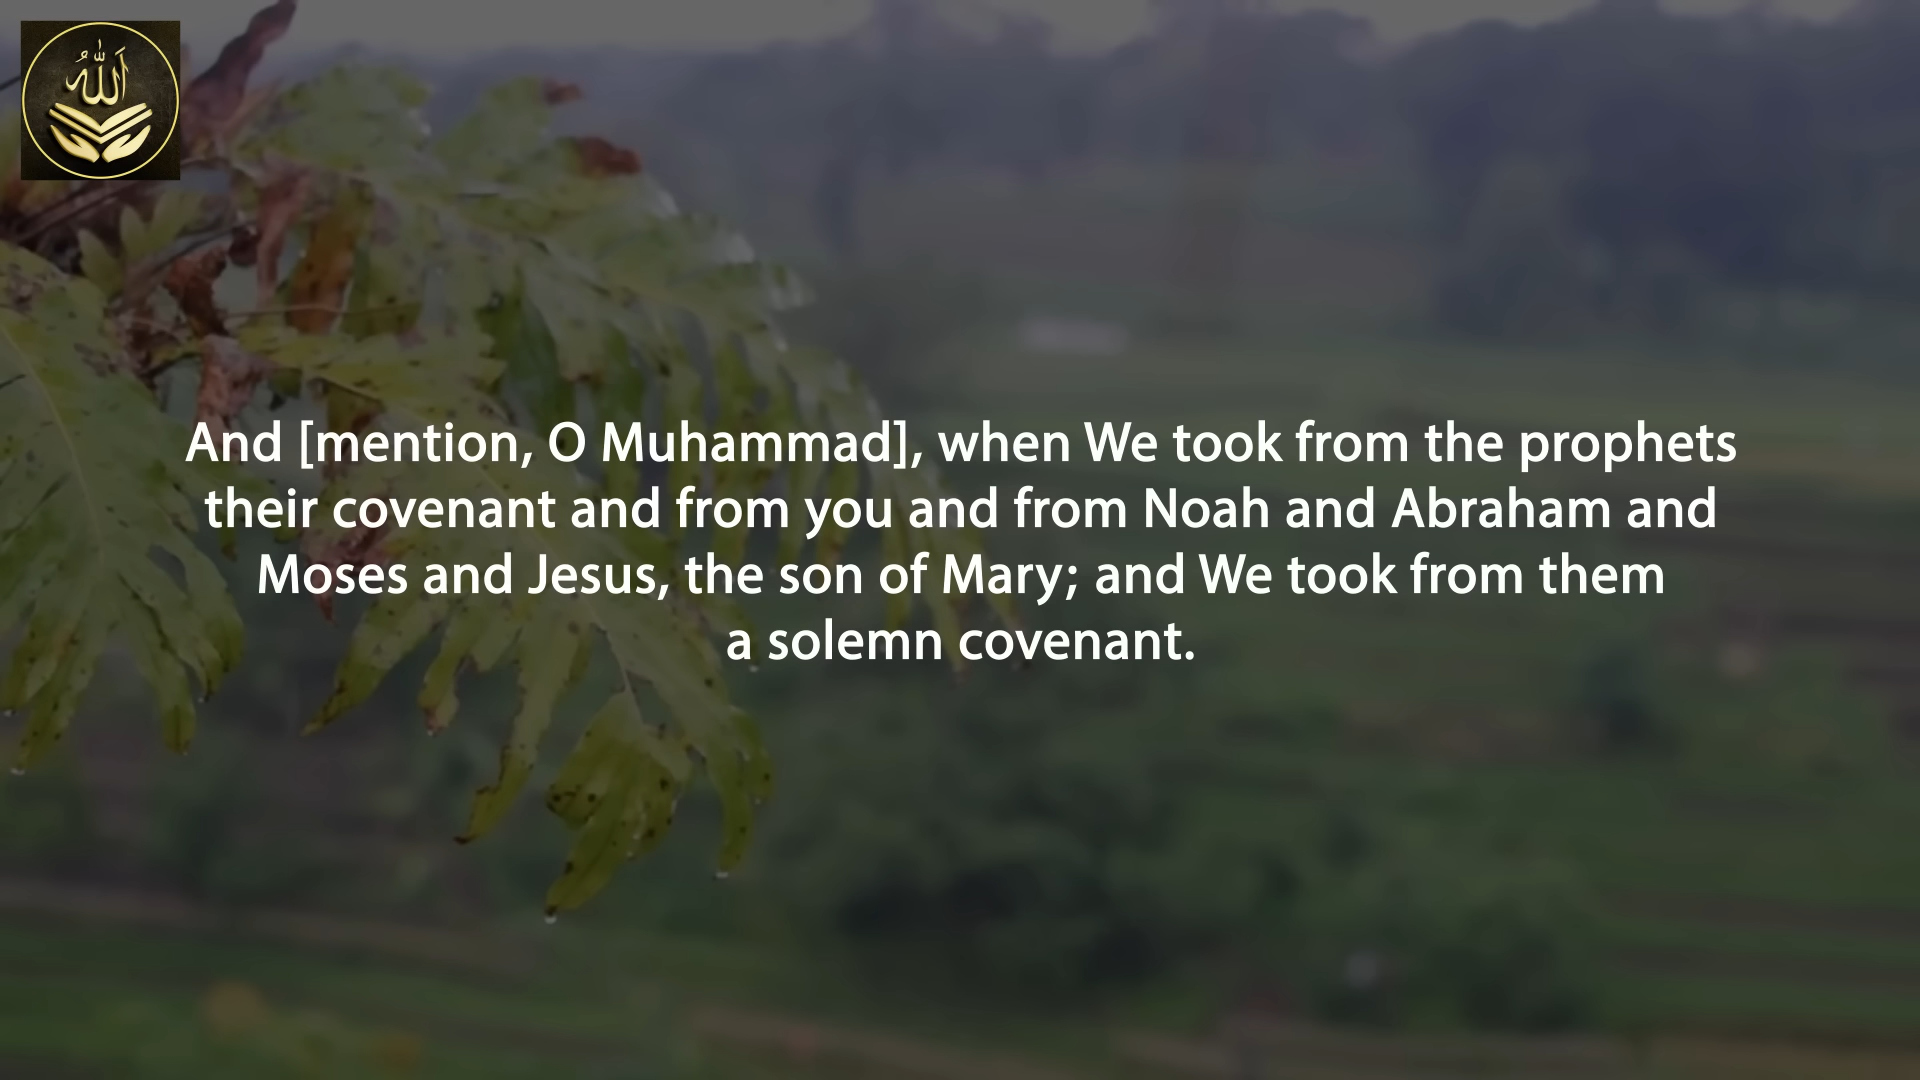 الله
And [mention, O Muhammad], when We took from the prophets
their covenant and from you and from Noah and Abraham and
Moses and Jesus, the son of Mary; and We took from them
a solemn covenant.